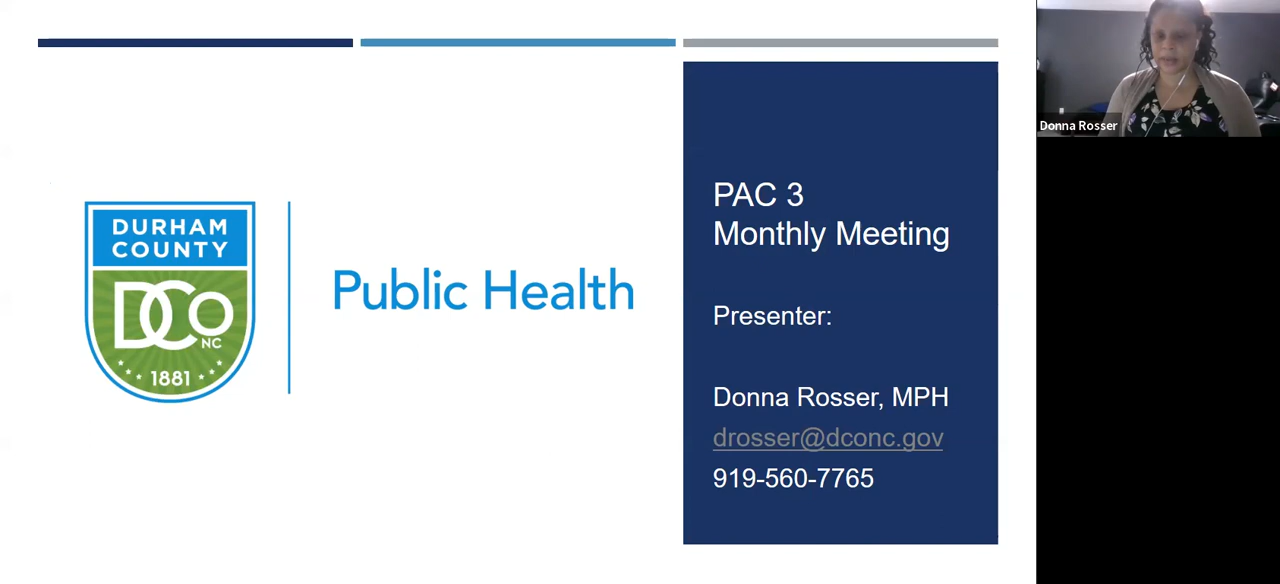 DURHAM
COUNTY
DCo
NC
1881
Public Health
PAC 3
Monthly Meeting
Presenter:
Donna Rosser, MPH
drosser@dconc.gov
919-560-7765
Donna Rosser